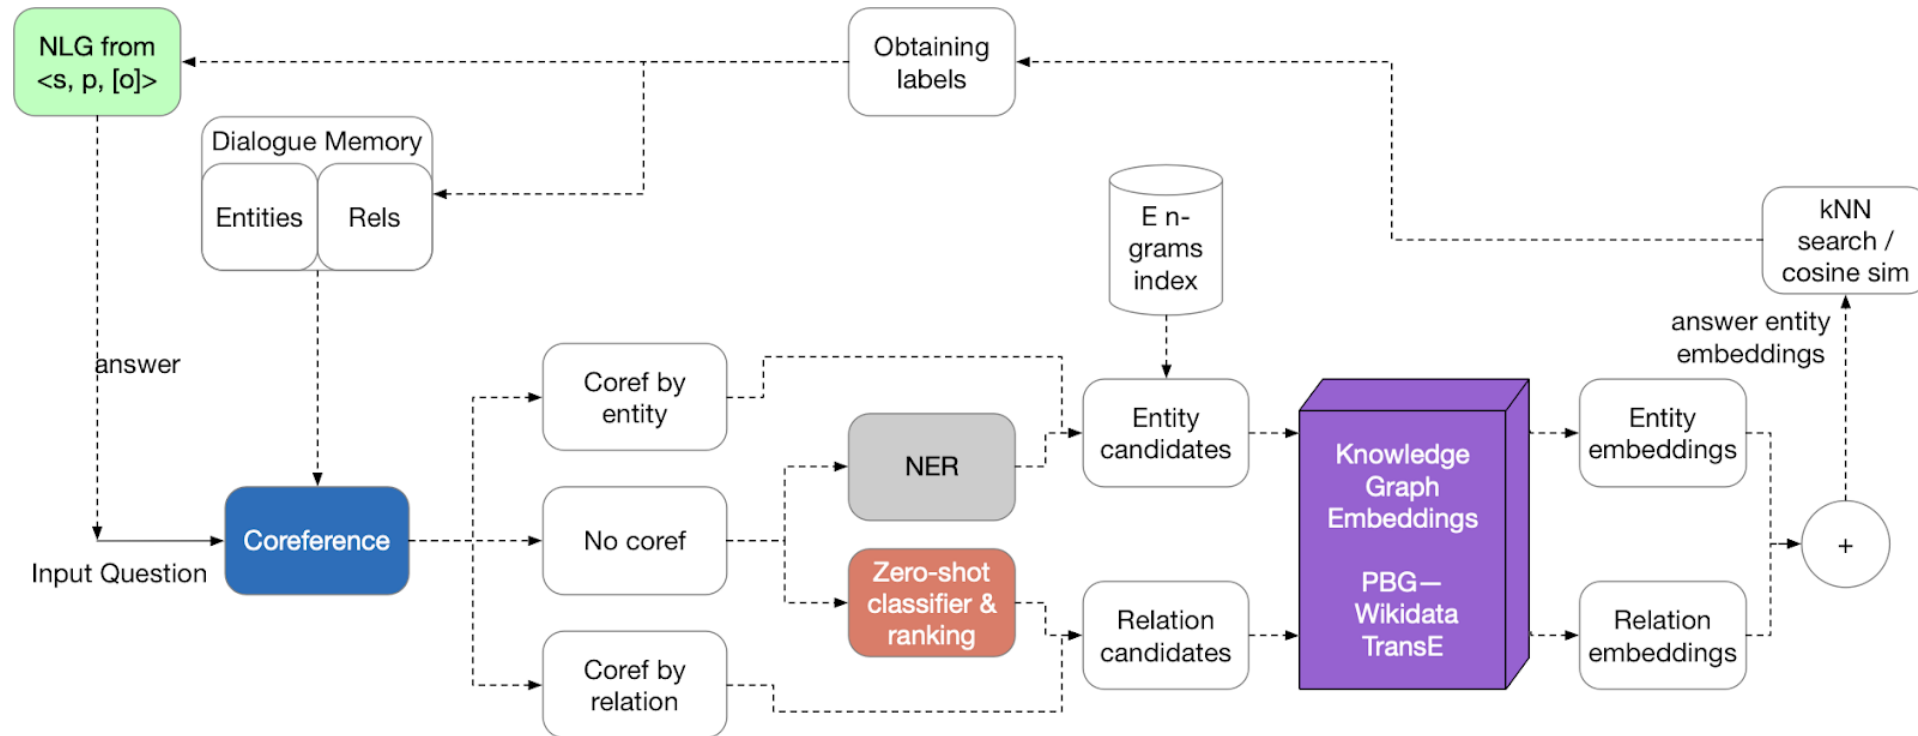 NLG from
<s, p, [o]>
Obtaining
labels
Dialogue Memory
Entities
Rels
E n-
grams
index
kNN
search /
cosine sim
answer entity
embeddings
answer
Coref by
entity
Entity
candidates
Entity
embeddings
NER
Knowledge
Graph
Embeddings
PBG—
Wikidata
TransE
Input Question
Coreference
No coref
+
Zero-shot
classifier &
ranking
Relation
candidates
Relation
embeddings
Coref by
relation